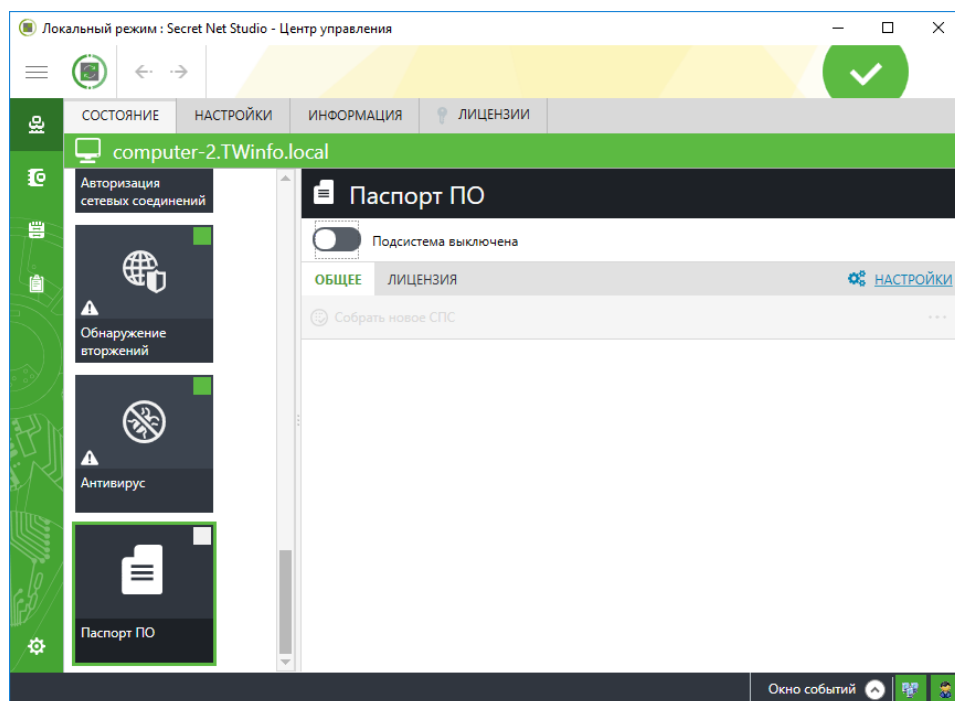 Локальный режим : Secret Net Studio - Центр управления
СОСТОЯНИЕ НАСТРОЙКИ ИНФОРМАЦИЯ ЛИЦЕНЗИИ
computer-2.TWinfo.local
Авторизация
сетевых соединений
Обнаружение
вторжений
Антивирус
Паспорт ПО
Паспорт ПО
Подсистема выключена
ОБЩЕЕ ЛИЦЕНЗИЯ НАСТРОЙКИ
Собрать новое СПС
Окно событий